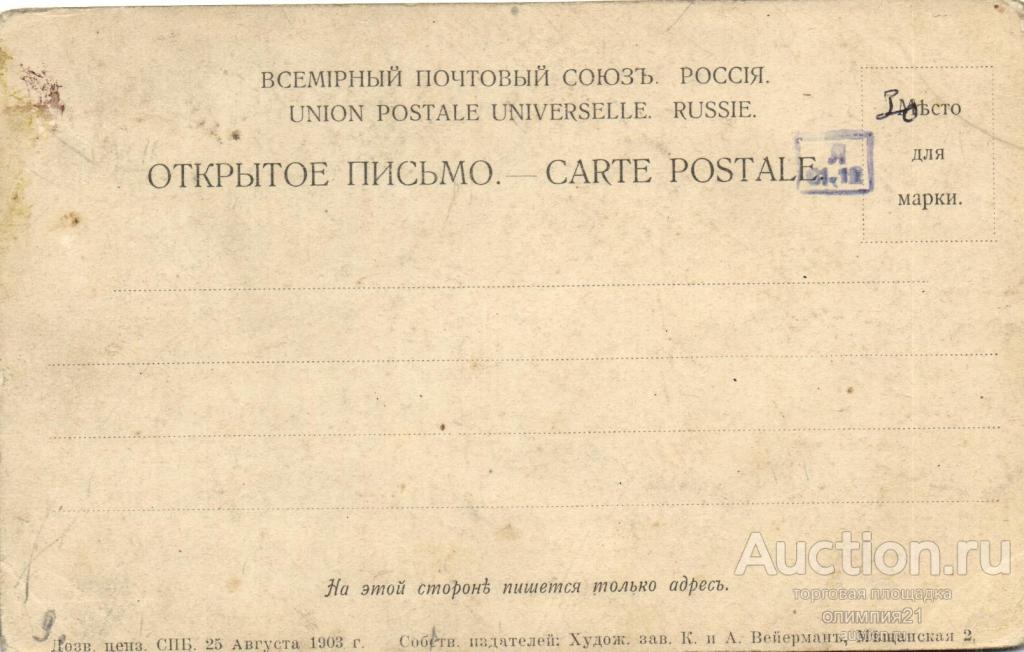 ВСЕМІРНЫЙ ПОЧТОВЫЙ СОЮЗЪ. РОССІЯ.
UNION POSTALE UNIVERSELLE. RUSSIE.
ОТКРЫТОЕ ПИСЬМО.—CARTE POSTALE.
Мѣсто
для
марки.
Л
На этой сторонѣ пишется только адресъ.
9
Дозв. ценз. СПБ. 25 Августа 1903 г. Собств. издателей: Худож. зав. К. и А. Вейерманъ, Мѣщанская 2,
Auction.ru
торговая площадка
олимпия21